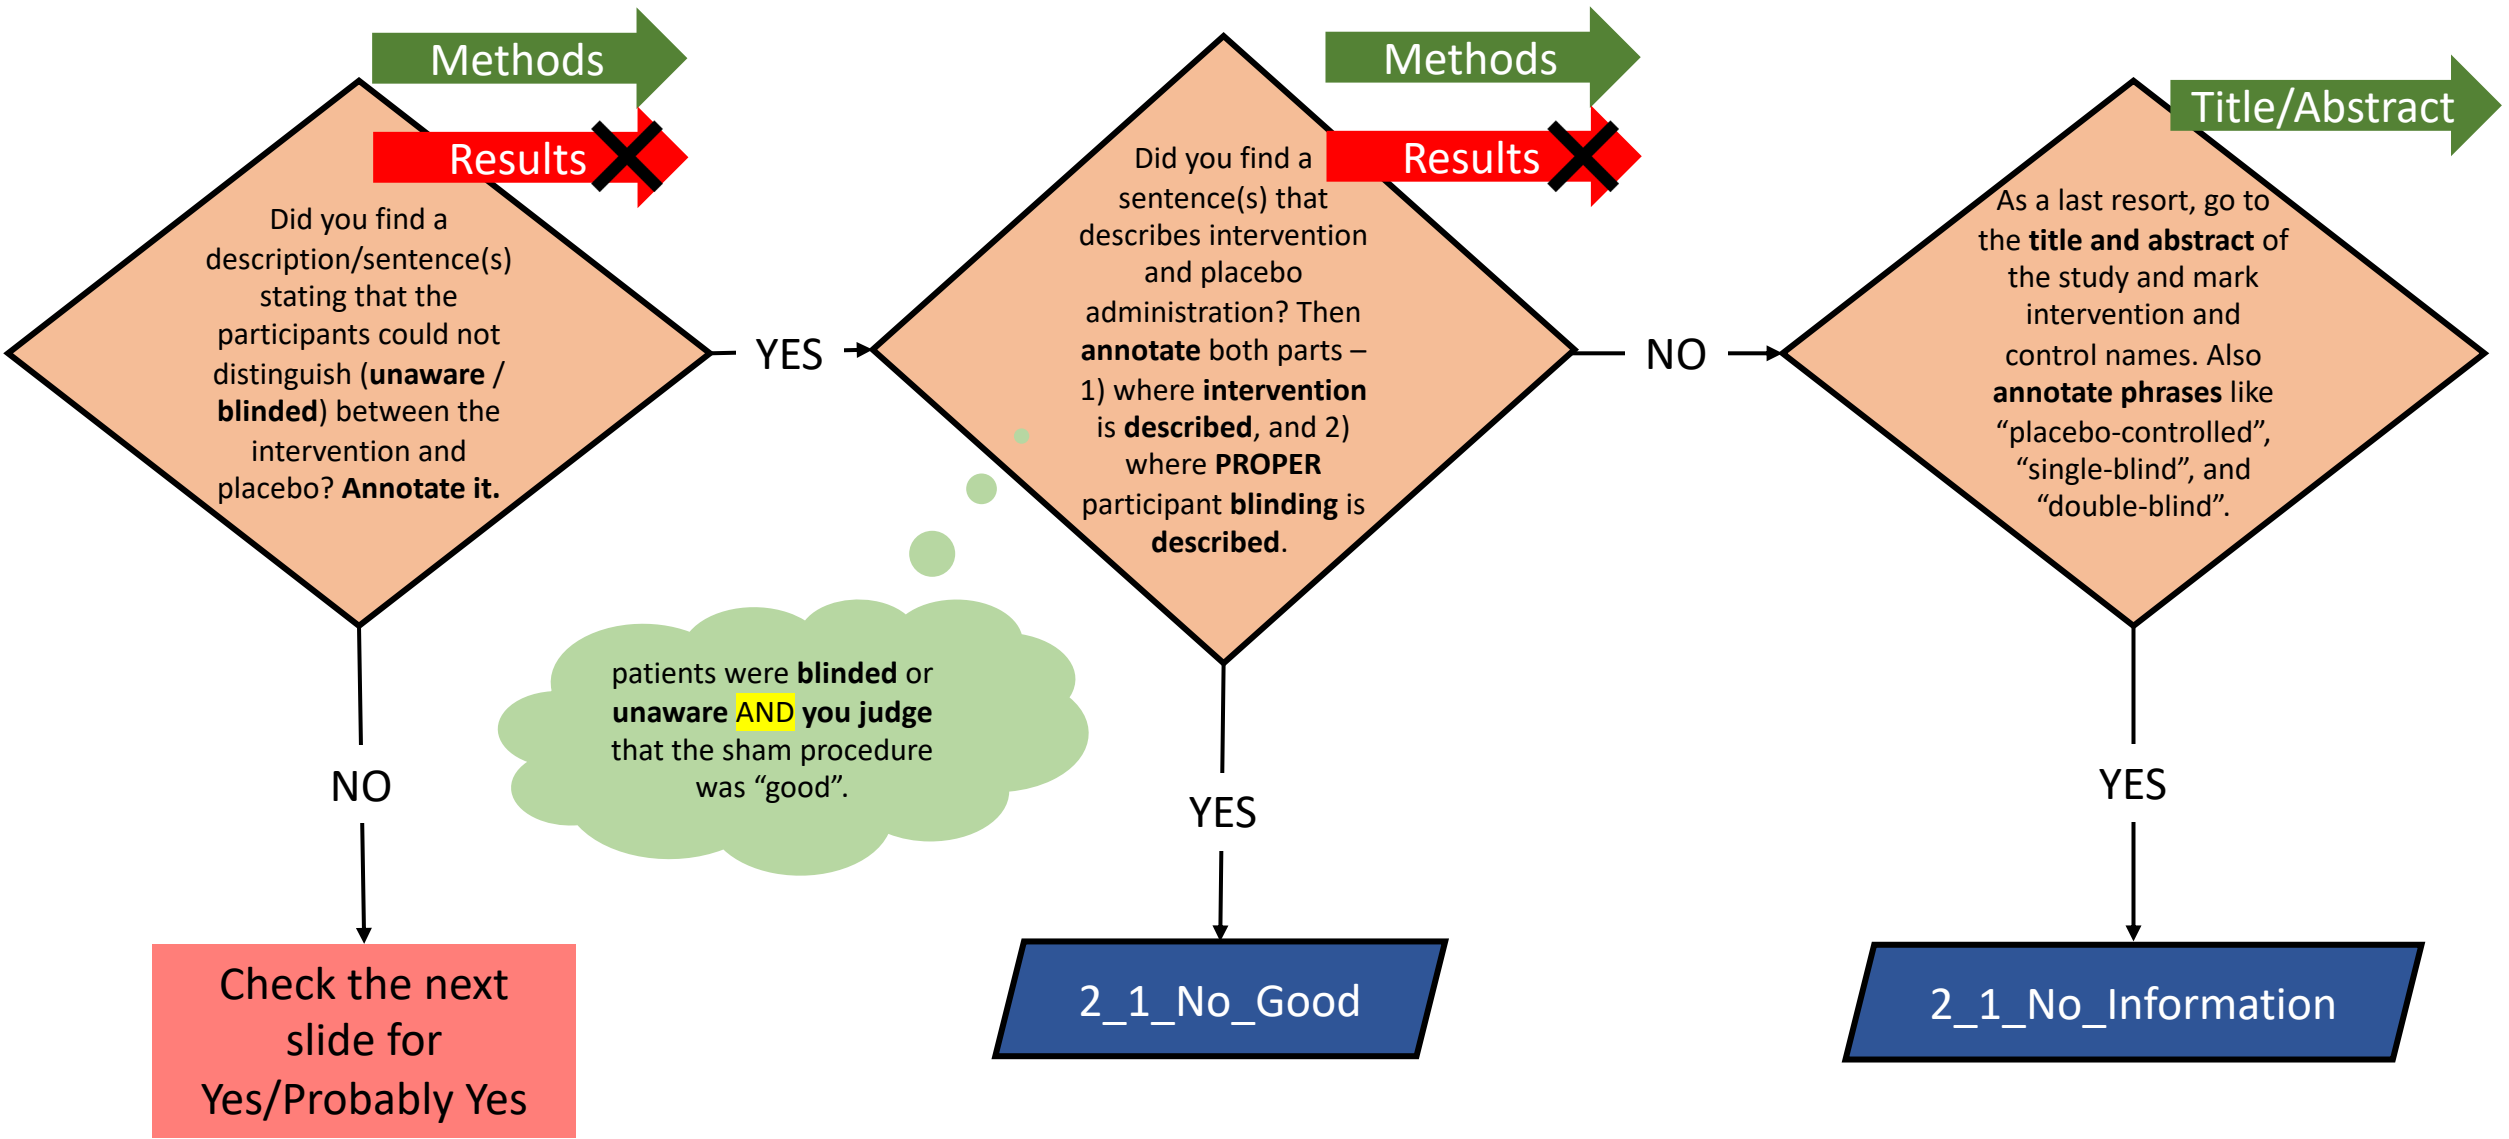 Methods
Results
Did you find a
description/sentence(s)
stating that the
participants could not
distinguish (unaware /
blinded) between the
intervention and
placebo? Annotate it.
YES
Methods
Results
Did you find a
sentence(s) that
describes intervention
and placebo
administration? Then
annotate both parts –
1) where intervention
is described, and 2)
where PROPER
participant blinding is
described.
NO
Title/Abstract
As a last resort, go to
the title and abstract of
the study and mark
intervention and
control names. Also
annotate phrases like
“placebo-controlled”,
“single-blind”, and
“double-blind”.
patients were blinded or
unaware AND you judge
that the sham procedure
was “good”.
NO
YES
YES
Check the next
slide for
Yes/Probably Yes
2_1_No_Good
2_1_No_Information